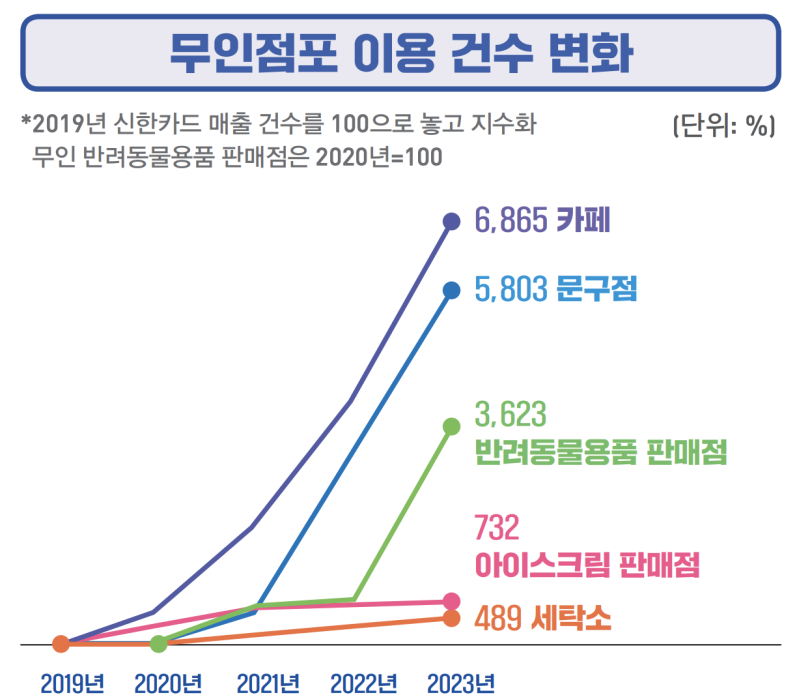 무인점포 이용 건수 변화
*2019년 신한카드 매출 건수를 100으로 놓고 지수화
(단위: %)
무인 반려동물용품 판매점은 2020년=100
6,865 카페
5,803 문구점
3,623
반려동물용품 판매점
732
아이스크림 판매점
489 세탁소
2019년 2020년 2021년 2022년 2023년